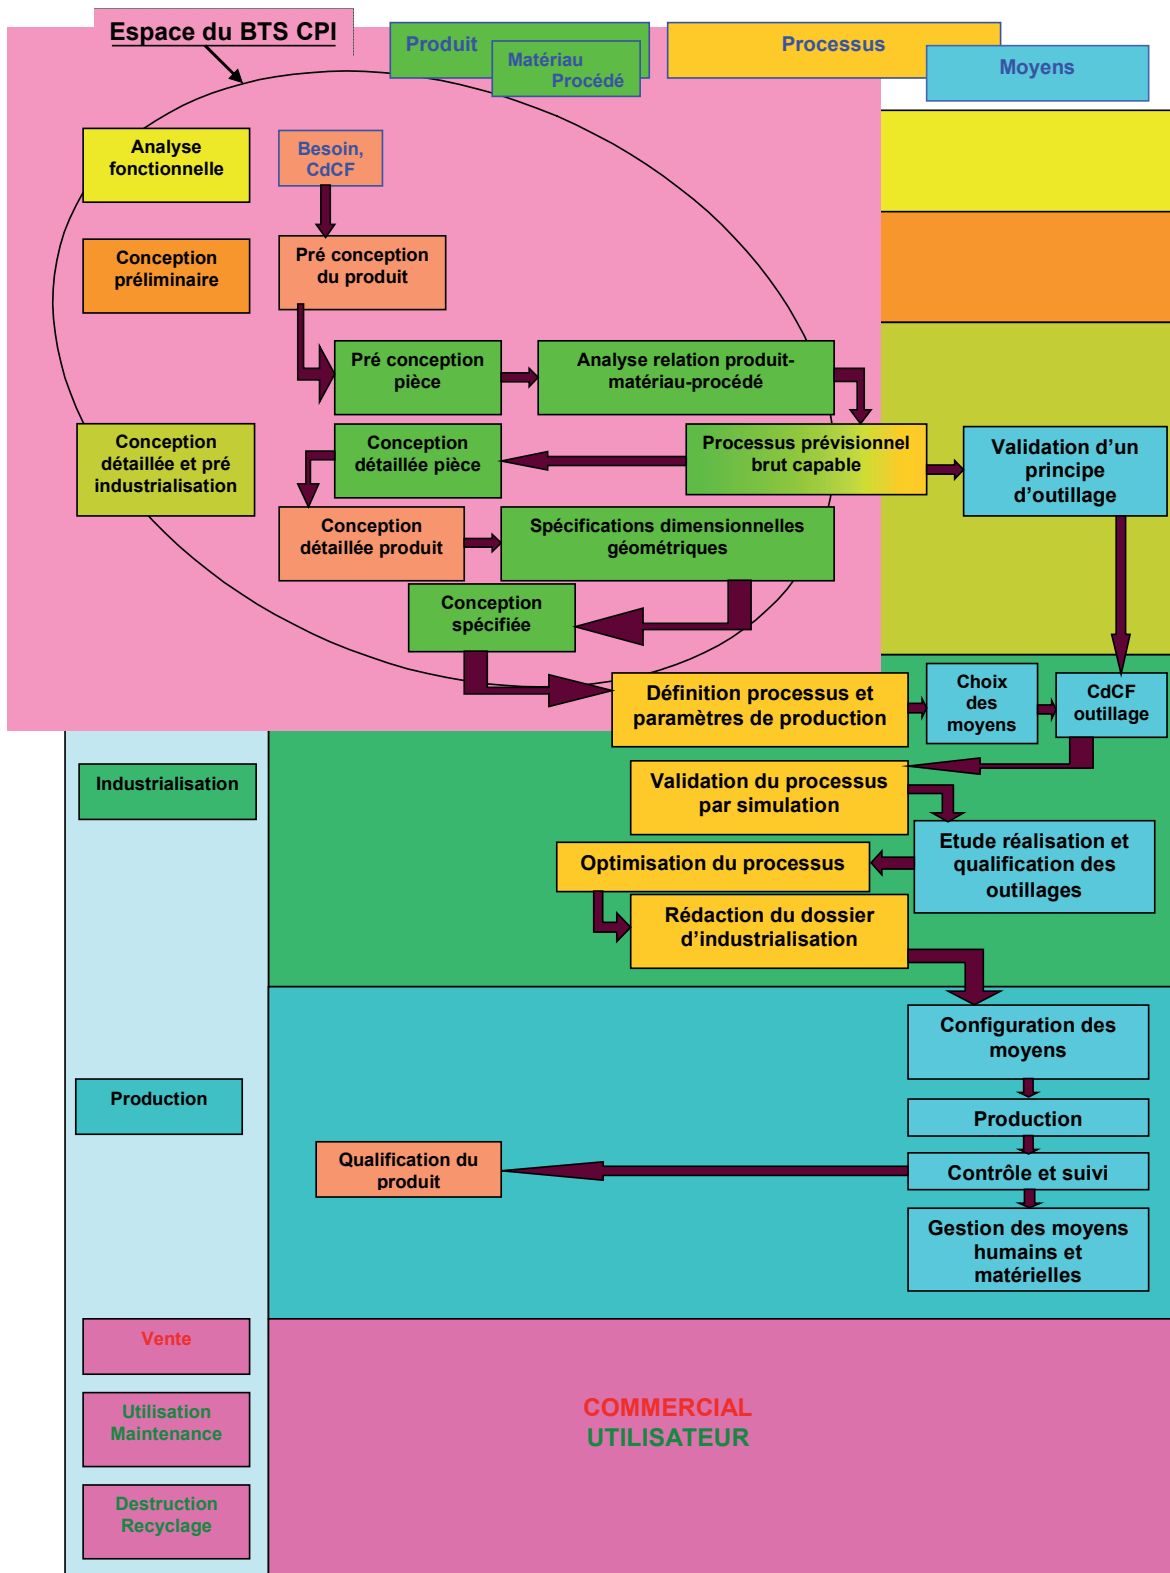 Espace du BTS CPI
Produit
Matériau
Procédé
Processus
Moyens
Analyse
fonctionnelle
Besoin,
CdCF
Conception
préliminaire
Pré conception
du produit
Pré conception
pièce
Analyse relation produit-
matériau-procédé
Conception
détaillée et pré
industrialisation
Conception
détaillée pièce
Processus prévisionnel
brut capable
Validation d’un
principe
d’outillage
Conception
détaillée produit
Spécifications dimensionnelles
géométriques
Conception
spécifiée
Définition processus et
paramètres de production
Choix
des
moyens
CdCF
outillage
Industrialisation
Validation du processus
par simulation
Etude réalisation et
qualification des
outillages
Optimisation du processus
Rédaction du dossier
d’industrialisation
Configuration des
moyens
Production
Production
Qualification du
produit
Contrôle et suivi
Gestion des moyens
humains et
matérielles
Vente
Utilisation
Maintenance
COMMERCIAL
UTILISATEUR
Destruction
Recyclage